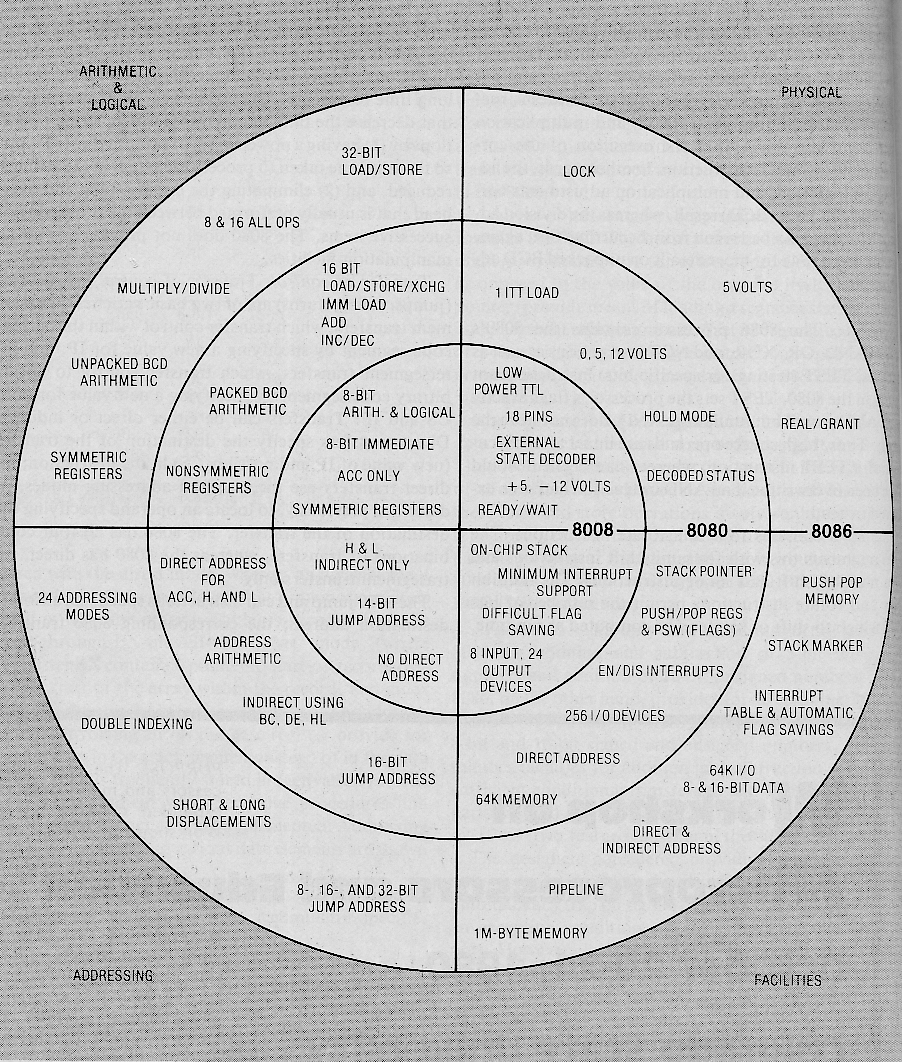 ARITHMETIC
&
LOGICAL
PHYSICAL
32-BIT
LOAD/STORE
LOCK
8 & 16 ALL OPS
MULTIPLY/DIVIDE
16 BIT
LOAD/STORE/XCHG
IMM LOAD
ADD
INC/DEC
1 ITT LOAD
5 VOLTS
UNPACKED BCD
ARITHMETIC
PACKED BCD
ARITHMETIC
0, 5, 12 VOLTS
LOW
POWER TTL
8-BIT
ARITH. & LOGICAL
18 PINS
HOLD MODE
REAL/GRANT
8-BIT IMMEDIATE
EXTERNAL
STATE DECODER
SYMMETRIC
REGISTERS
NONSYMMETRIC
REGISTERS
ACC ONLY
+5, -12 VOLTS
DECODED STATUS
SYMMETRIC REGISTERS
READY/WAIT
8008
8080
8086
H & L
INDIRECT ONLY
ON-CHIP STACK
DIRECT ADDRESS
FOR
ACC, H, AND L
MINIMUM INTERRUPT
SUPPORT
STACK POINTER
PUSH POP
MEMORY
24 ADDRESSING
MODES
14-BIT
JUMP ADDRESS
DIFFICULT FLAG
SAVING
PUSH/POP REGS
& PSW (FLAGS)
ADDRESS
ARITHMETIC
STACK MARKER
NO DIRECT
ADDRESS
8 INPUT, 24
OUTPUT
DEVICES
EN/DIS INTERRUPTS
INDIRECT USING
BC, DE, HL
256 I/O DEVICES
INTERRUPT
TABLE & AUTOMATIC
FLAG SAVINGS
DOUBLE INDEXING
16-BIT
JUMP ADDRESS
DIRECT ADDRESS
64K I/O
8- & 16-BIT DATA
64K MEMORY
SHORT & LONG
DISPLACEMENTS
DIRECT &
INDIRECT ADDRESS
8-, 16-, AND 32-BIT
JUMP ADDRESS
PIPELINE
1M-BYTE MEMORY
ADDRESSING
FACILITIES